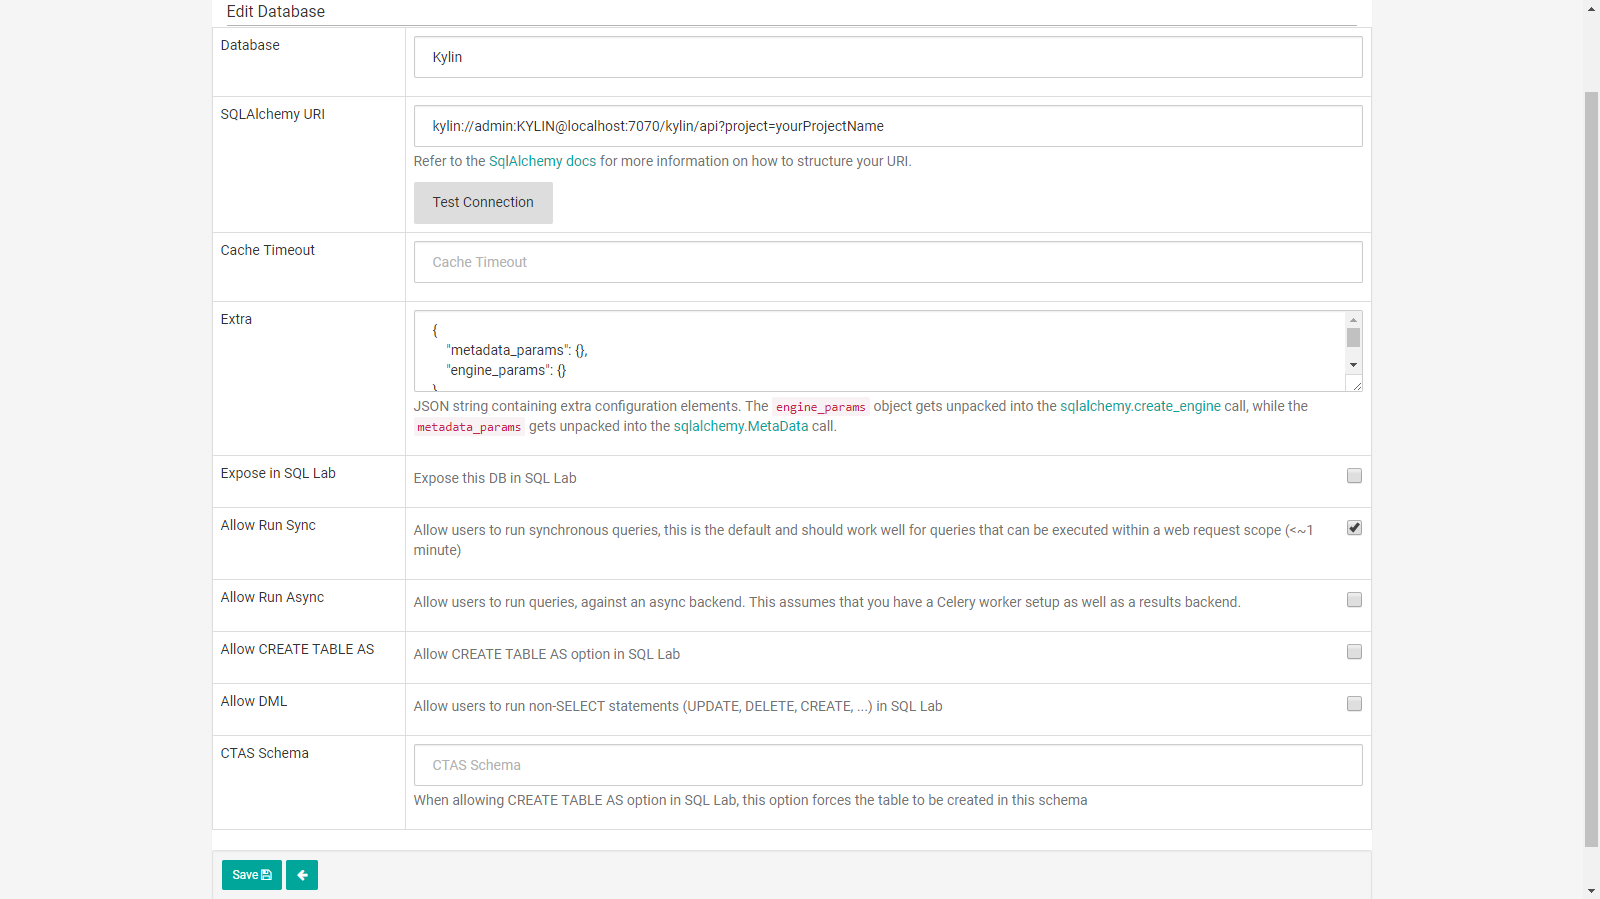 Edit Database
Database
Kylin
SQLAlchemy URI
kylin://admin:KYLIN@localhost:7070/kylin/api?project=yourProjectName
Refer to the SqlAlchemy docs for more information on how to structure your URI.
Test Connection
Cache Timeout
Cache Timeout
Extra
{
"metadata_params": {},
"engine_params": {}
}
JSON string containing extra configuration elements. The engine_params object gets unpacked into the sqlalchemy.create_engine call, while the
metadata_params gets unpacked into the sqlalchemy.MetaData call.
Expose in SQL Lab
Expose this DB in SQL Lab
Allow Run Sync
Allow users to run synchronous queries, this is the default and should work well for queries that can be executed within a web request scope (<~1
minute)
Allow Run Async
Allow users to run queries, against an async backend. This assumes that you have a Celery worker setup as well as a results backend.
Allow CREATE TABLE AS
Allow CREATE TABLE AS option in SQL Lab
Allow DML
Allow users to run non-SELECT statements (UPDATE, DELETE, CREATE, ...) in SQL Lab
CTAS Schema
CTAS Schema
When allowing CREATE TABLE AS option in SQL Lab, this option forces the table to be created in this schema
Save